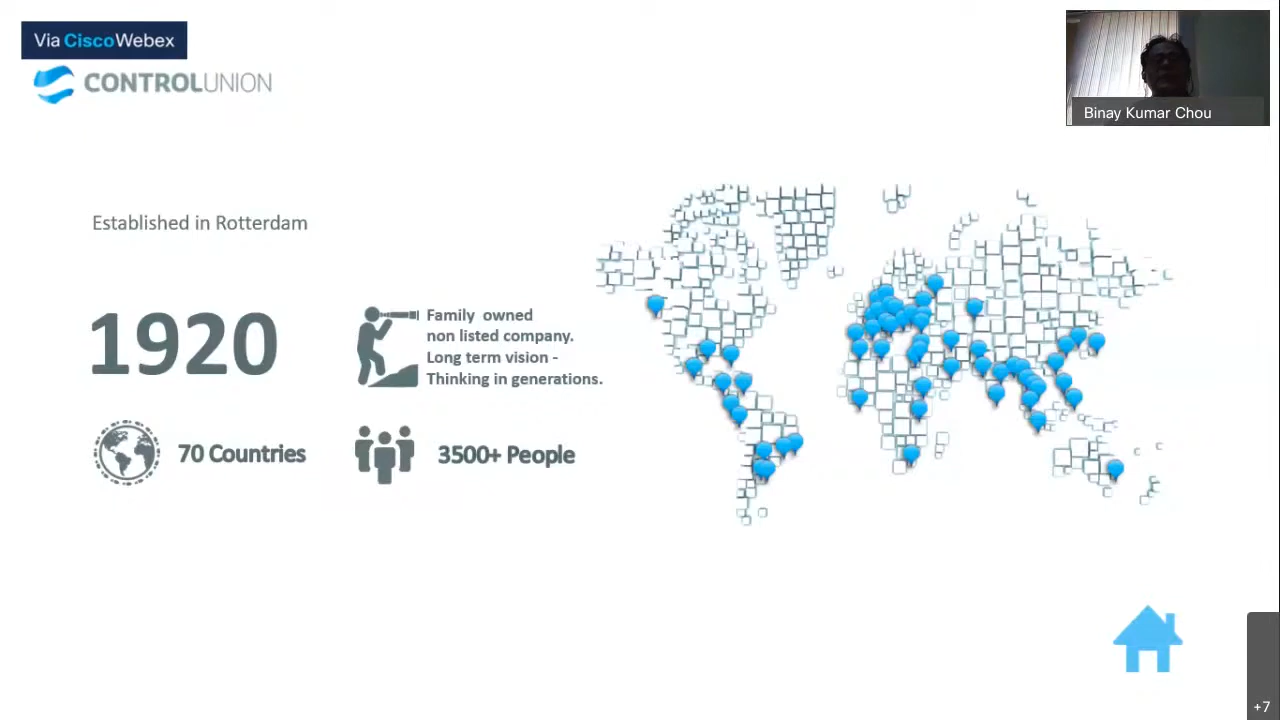 Via CiscoWebex
CONTROLUNION
Binay Kumar Chou
Established in Rotterdam
1920
Family owned
non listed company.
Long term vision -
Thinking in generations.
70 Countries
3500+ People
+7